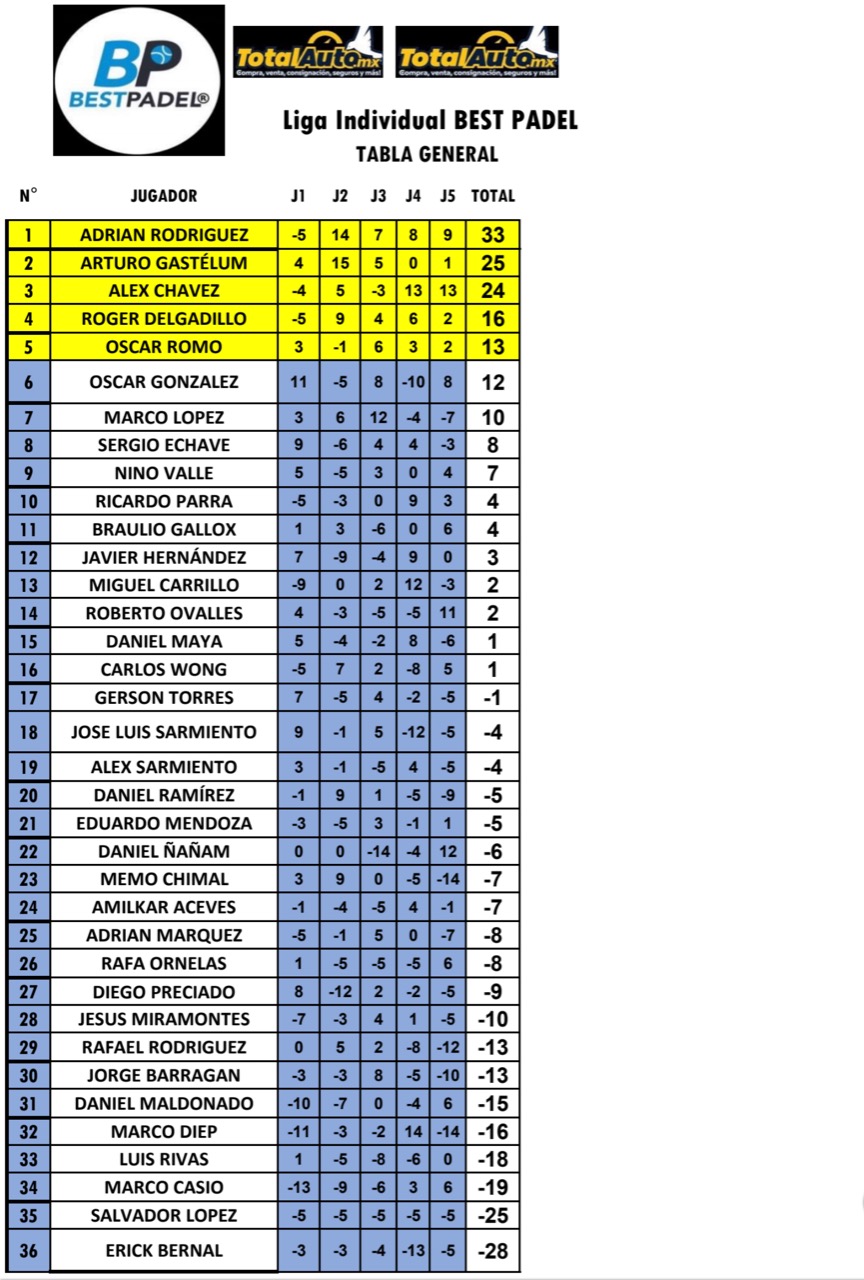 BP
BESTPADEL®
TotalAuto.mx
Compra, venta, consignación, seguros y más!
TotalAuto.mx
Compra, venta, consignación, seguros y más!
Liga Individual BEST PADEL
TABLA GENERAL
N° JUGADOR J1 J2 J3 J4 J5 TOTAL
1 ADRIAN RODRIGUEZ -5 14 7 8 9 33
2 ARTURO GASTÉLUM 4 15 5 0 1 25
3 ALEX CHAVEZ -4 5 -3 13 13 24
4 ROGER DELGADILLO -5 9 4 6 2 16
5 OSCAR ROMO 3 -1 6 3 2 13
6 OSCAR GONZALEZ 11 -5 8 -10 8 12
7 MARCO LOPEZ 3 6 12 -4 -7 10
8 SERGIO ECHAVE 9 -6 4 4 -3 8
9 NINO VALLE 5 -5 3 0 4 7
10 RICARDO PARRA -5 -3 0 9 3 4
11 BRAULIO GALLOX 1 3 -6 0 6 4
12 JAVIER HERNÁNDEZ 7 -9 -4 9 0 3
13 MIGUEL CARRILLO -9 0 2 12 -3 2
14 ROBERTO OVALLES 4 -3 -5 -5 11 2
15 DANIEL MAYA 5 -4 -2 8 -6 1
16 CARLOS WONG -5 7 2 -8 5 1
17 GERSON TORRES 7 -5 4 -2 -5 -1
18 JOSE LUIS SARMIENTO 9 -1 5 -12 -5 -4
19 ALEX SARMIENTO 3 -1 -5 4 -5 -4
20 DANIEL RAMÍREZ -1 9 1 -5 -9 -5
21 EDUARDO MENDOZA -3 -5 3 -1 1 -5
22 DANIEL ÑAÑAM 0 0 -14 -4 12 -6
23 MEMO CHIMAL 3 9 0 -5 -14 -7
24 AMILKAR ACEVES -1 -4 -5 4 -1 -7
25 ADRIAN MARQUEZ -5 -1 5 0 -7 -8
26 RAFA ORNELAS 1 -5 -5 -5 6 -8
27 DIEGO PRECIADO 8 -12 2 -2 -5 -9
28 JESUS MIRAMONTES -7 -3 4 1 -5 -10
29 RAFAEL RODRIGUEZ 0 5 2 -8 -12 -13
30 JORGE BARRAGAN -3 -3 8 -5 -10 -13
31 DANIEL MALDONADO -10 -7 0 -4 6 -15
32 MARCO DIEP -11 -3 -2 14 -14 -16
33 LUIS RIVAS 1 -5 -8 -6 0 -18
34 MARCO CASIO -13 -9 -6 3 6 -19
35 SALVADOR LOPEZ -5 -5 -5 -5 -5 -25
36 ERICK BERNAL -3 -3 -4 -13 -5 -28